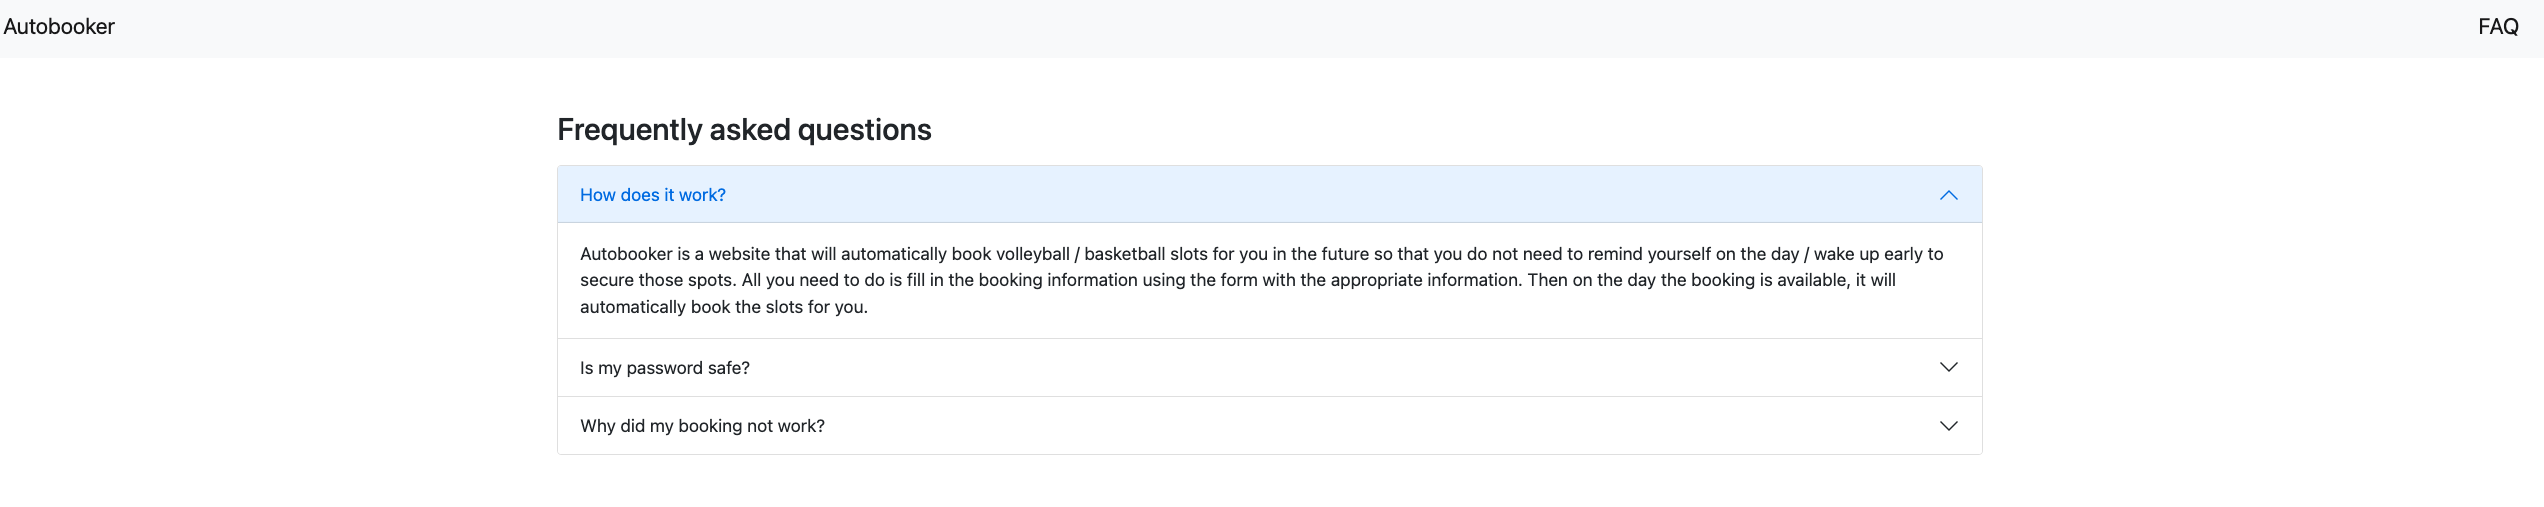 Autobooker
FAQ
Frequently asked questions
How does it work?
Autobooker is a website that will automatically book volleyball / basketball slots for you in the future so that you do not need to remind yourself on the day / wake up early to
secure those spots. All you need to do is fill in the booking information using the form with the appropriate information. Then on the day the booking is available, it will
automatically book the slots for you.
Is my password safe?
Why did my booking not work?